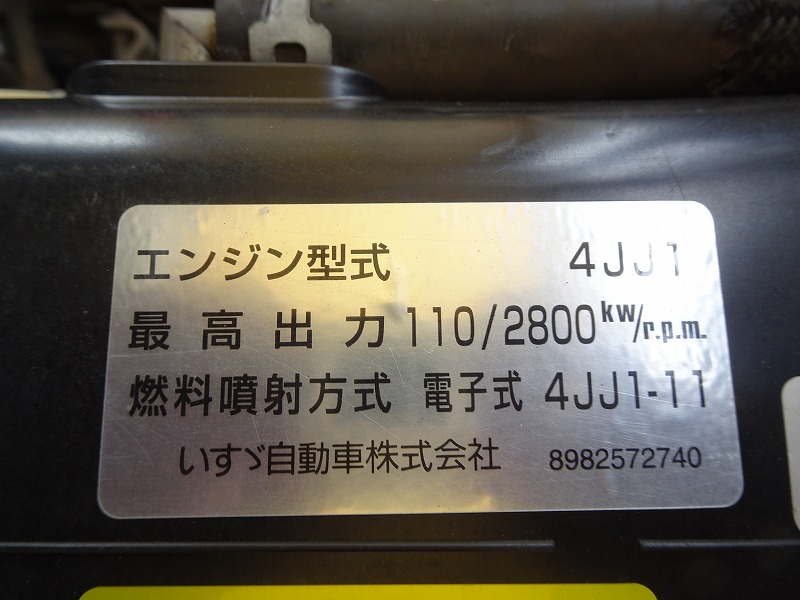 エンジン型式 4JJ1
最高出力 110/2800 kW/r.p.m.
燃料噴射方式 電子式 4JJ1-11
いすゞ自動車株式会社 8982572740